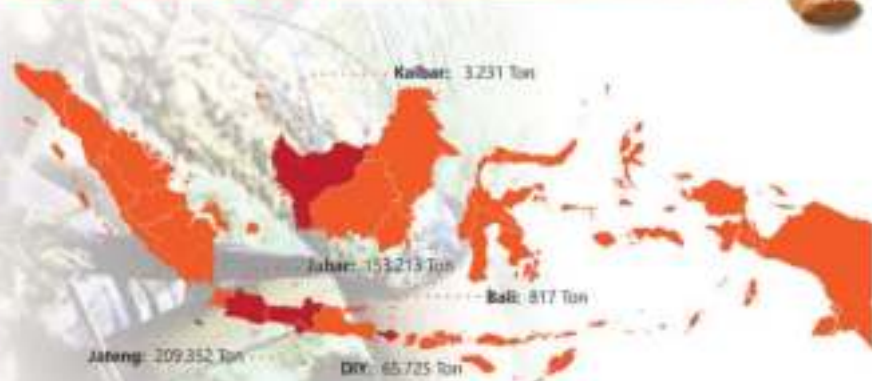 Kalbar: 3.231 Ton
Jabar: 153.213 Ton
Bali: 817 Ton
Jateng: 209.352 Ton
DIY: 65.725 Ton